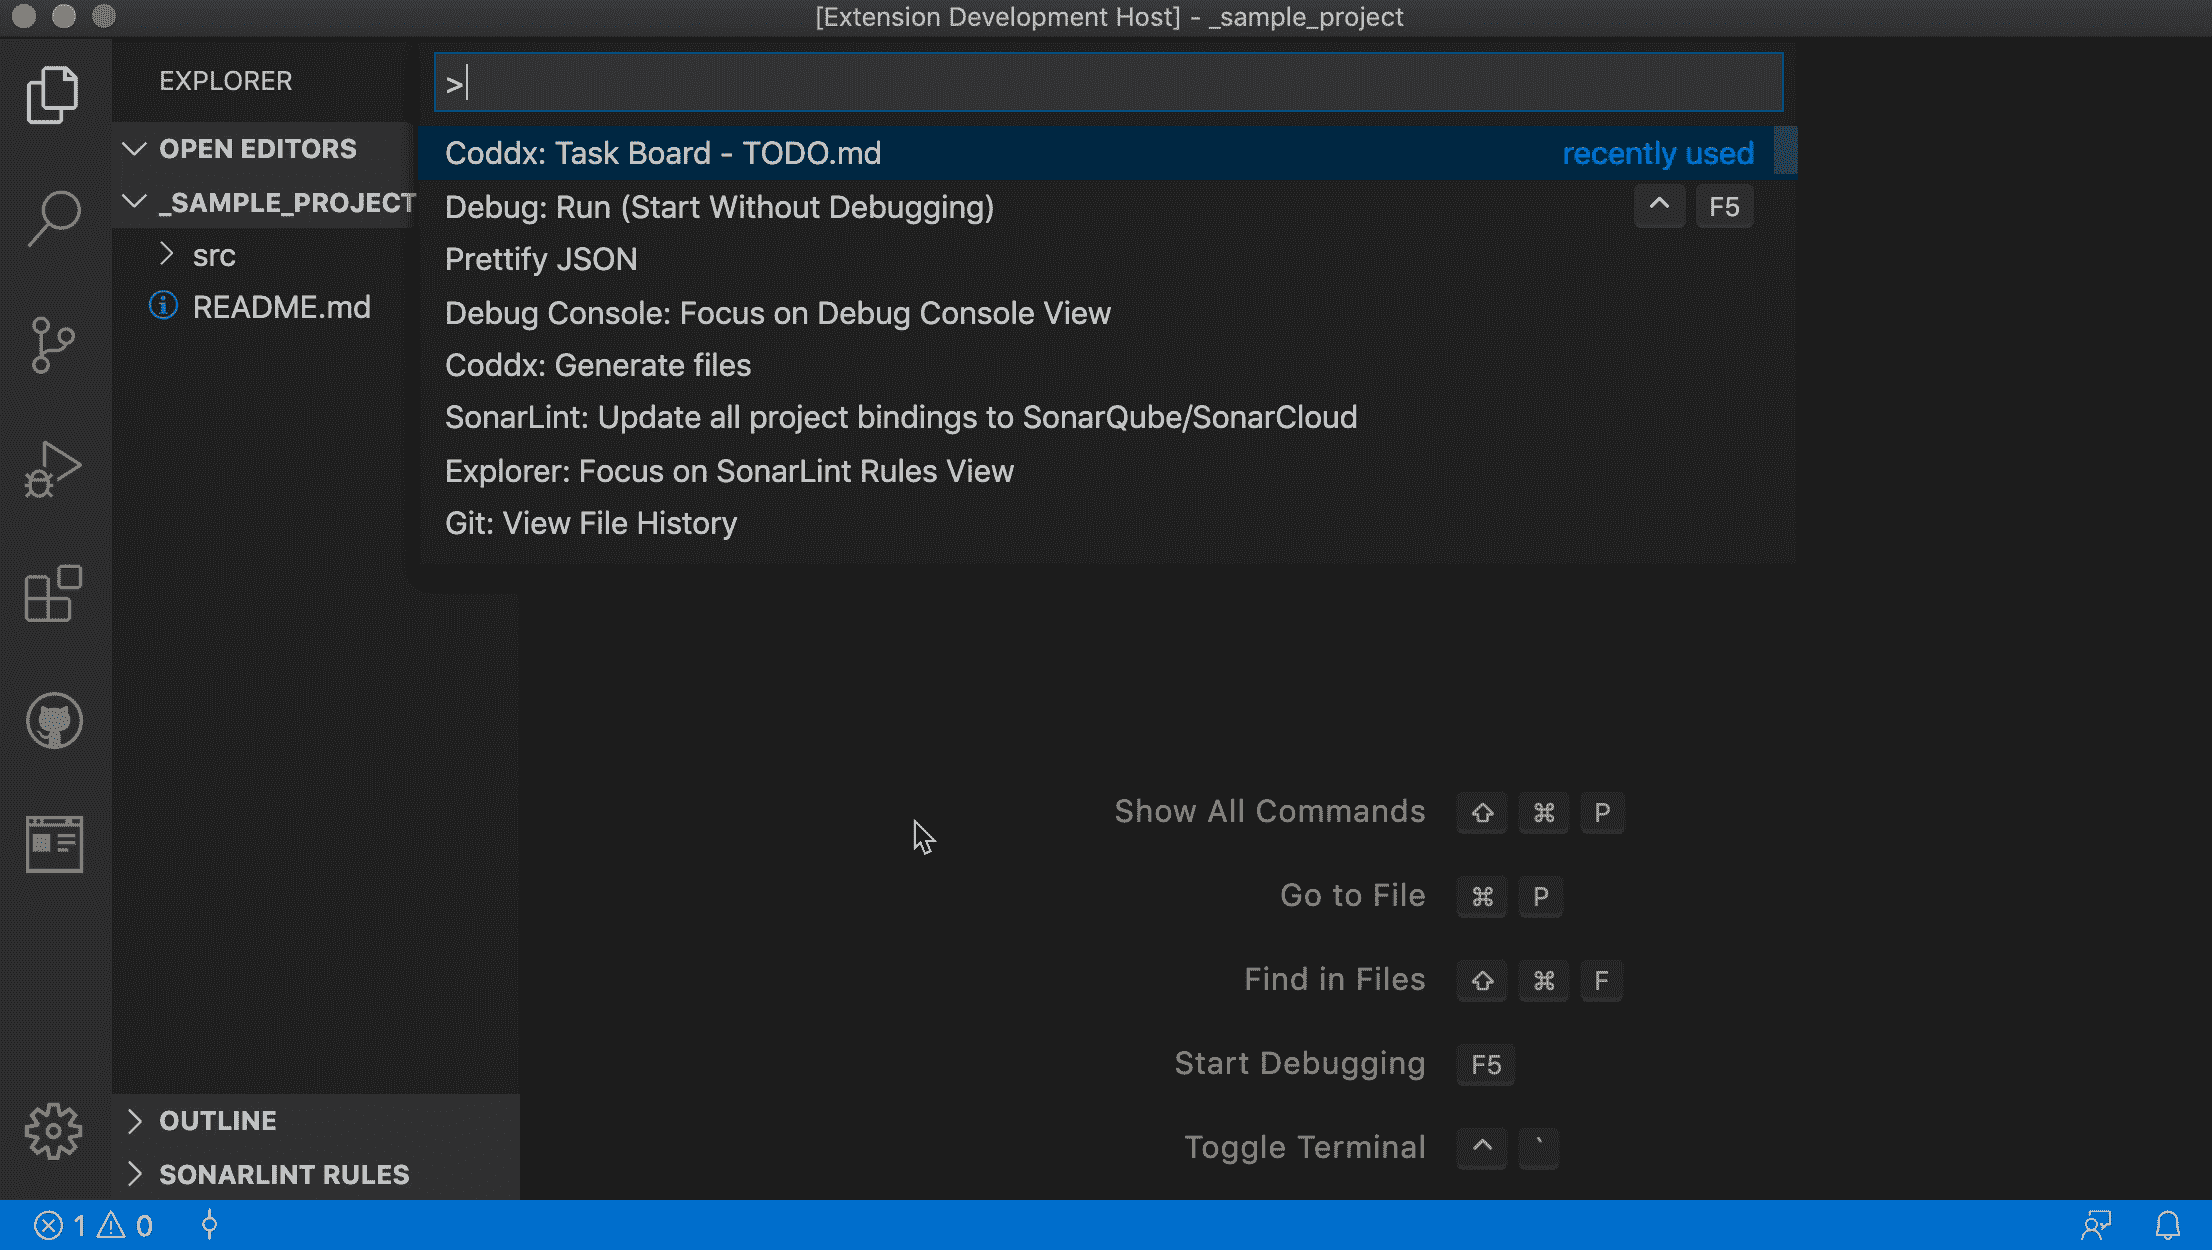 [Extension Development Host] - _sample_project
EXPLORER
OPEN EDITORS
_SAMPLE_PROJECT
src
README.md
>
Coddx: Task Board - TODO.md recently used
Debug: Run (Start Without Debugging) ^ F5
Prettify JSON
Debug Console: Focus on Debug Console View
Coddx: Generate files
SonarLint: Update all project bindings to SonarQube/SonarCloud
Explorer: Focus on SonarLint Rules View
Git: View File History
Show All Commands ⇧ ⌘ P
Go to File ⌘ P
Find in Files ⇧ ⌘ F
Start Debugging F5
Toggle Terminal ^ `
OUTLINE
SONARLINT RULES
1 0